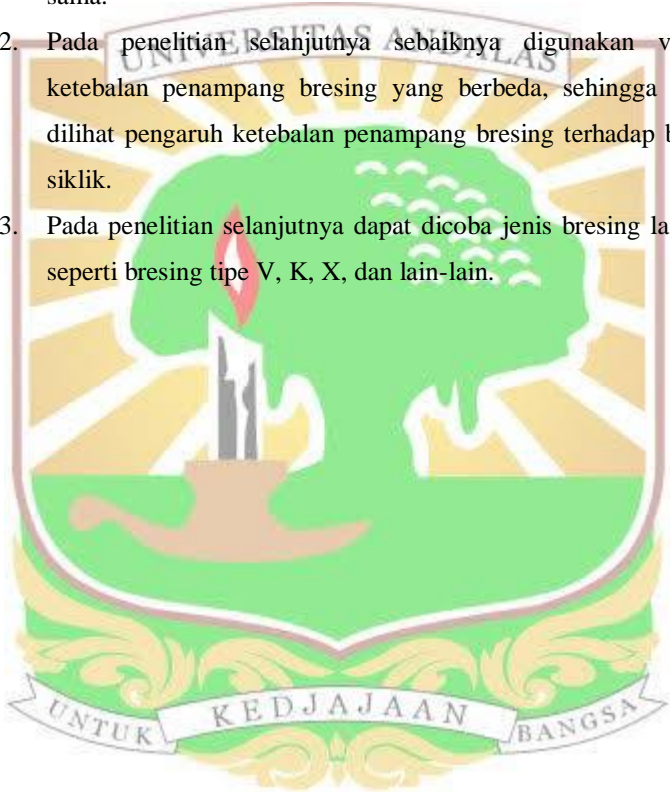 sama.
2. Pada penelitian selanjutnya sebaiknya digunakan
ketebalan penampang bresing yang berbeda, sehingga
dilihat pengaruh ketebalan penampang bresing terhadap
siklik.
3. Pada penelitian selanjutnya dapat dicoba jenis bresing
seperti bresing tipe V, K, X, dan lain-lain.
UNIVERSITAS ANDALAS
UNTUK KEDJAJAAN BANGSA